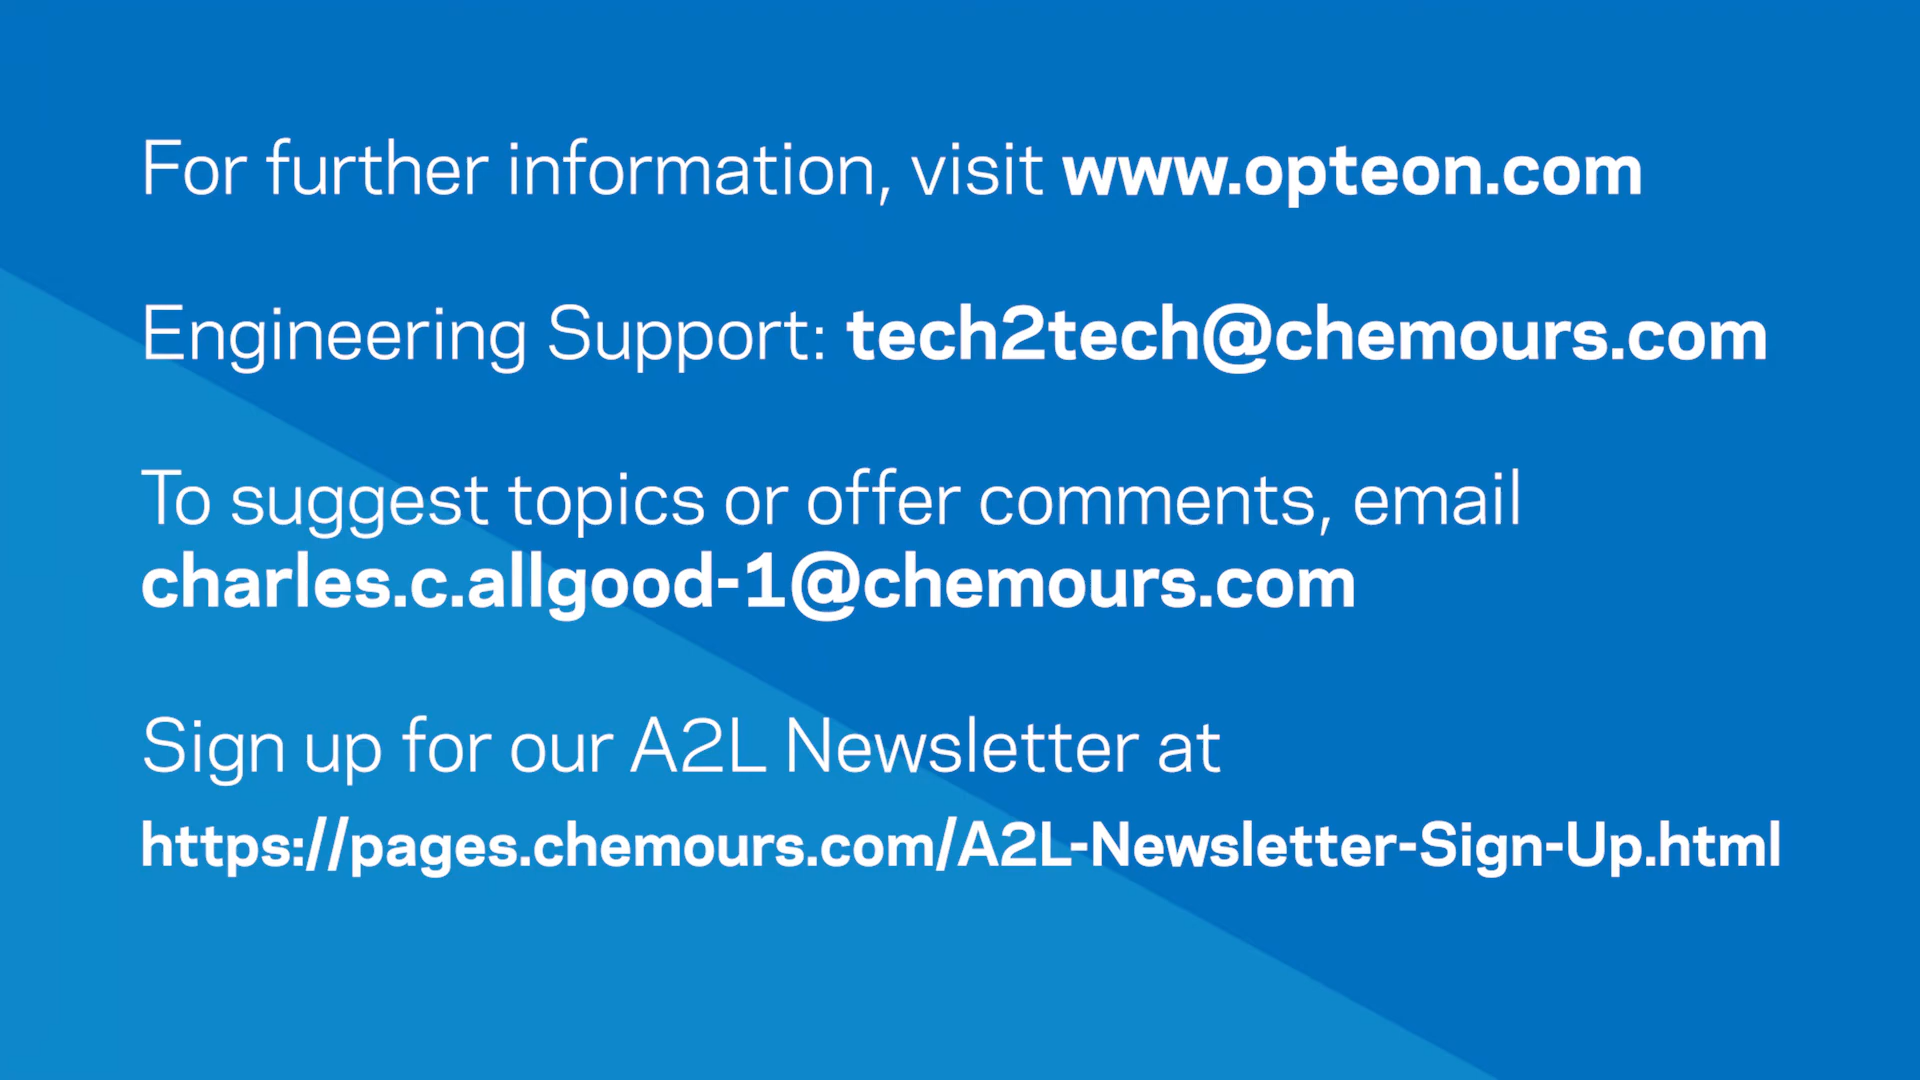 For further information, visit www.opteon.com
Engineering Support: tech2tech@chemours.com
To suggest topics or offer comments, email
charles.c.allgood-1@chemours.com
Sign up for our A2L Newsletter at
https://pages.chemours.com/A2L-Newsletter-Sign-Up.html